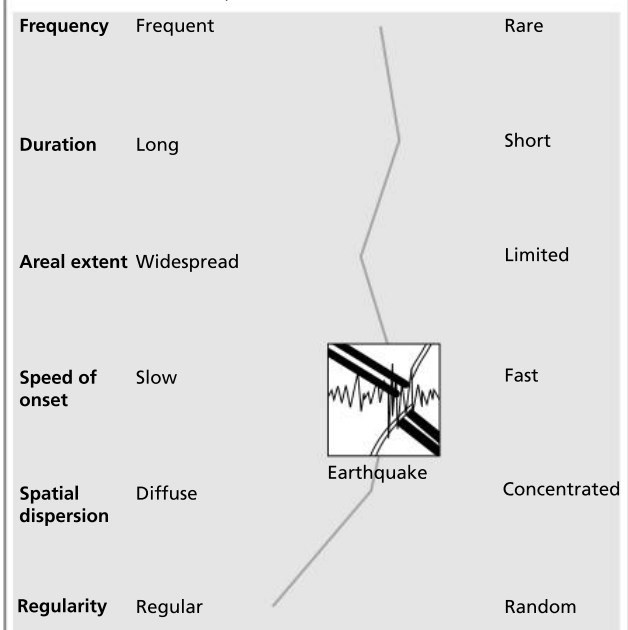 Frequency Frequent Rare
Duration Long Short
Areal extent Widespread Limited
Speed of Slow Fast
onset
Earthquake
Spatial Diffuse Concentrated
dispersion
Regularity Regular Random